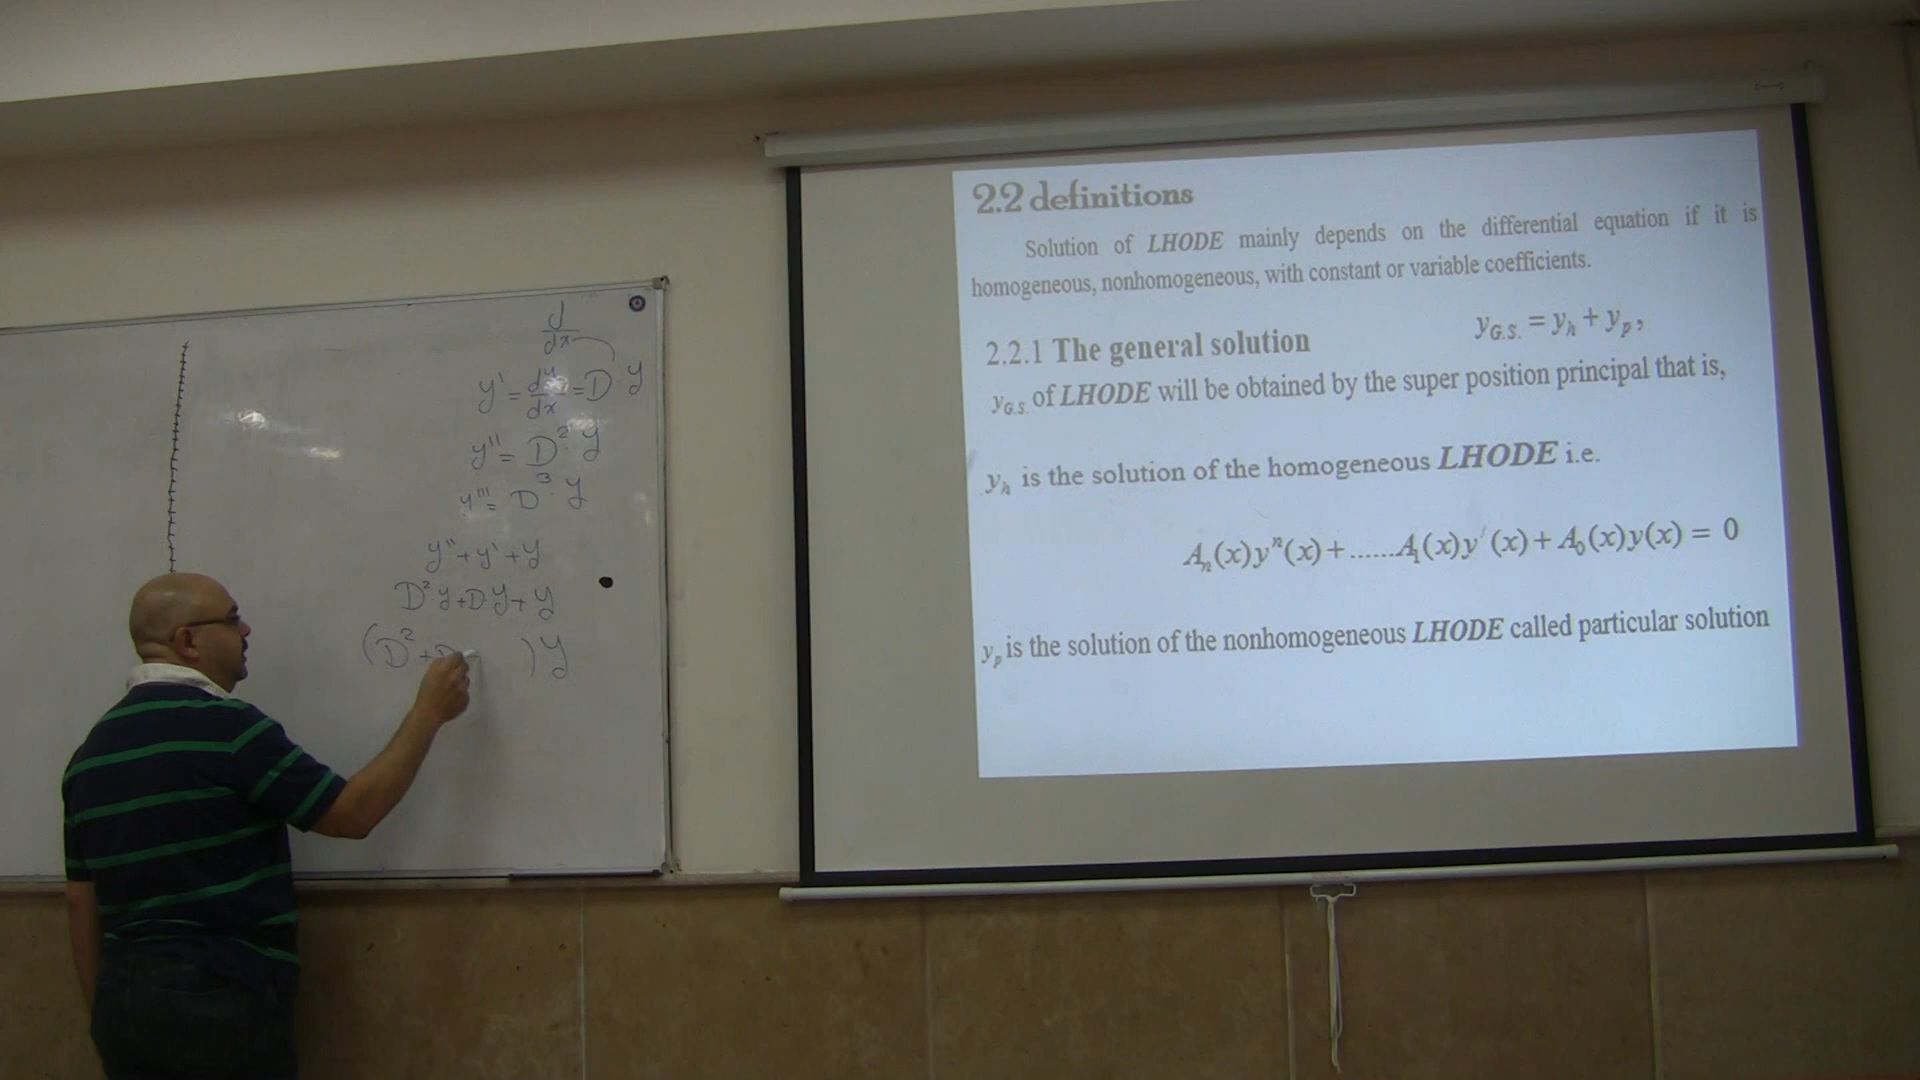 d
dx
y' = dy/dx = D·y
y'' = D²·y
y''' = D³·y
y'' + y' + y
D²·y + D·y + y
(D² + D )y
2.2 definitions
Solution of LHODE mainly depends on the differential equation if it is
homogeneous, nonhomogeneous, with constant or variable coefficients.
2.2.1 The general solution y_G.S. = y_h + y_p,
y_G.S. of LHODE will be obtained by the super position principal that is,
y_h is the solution of the homogeneous LHODE i.e.
A_n(x)yⁿ(x) + ......A_1(x)y'(x) + A_0(x)y(x) = 0
y_p is the solution of the nonhomogeneous LHODE called particular solution